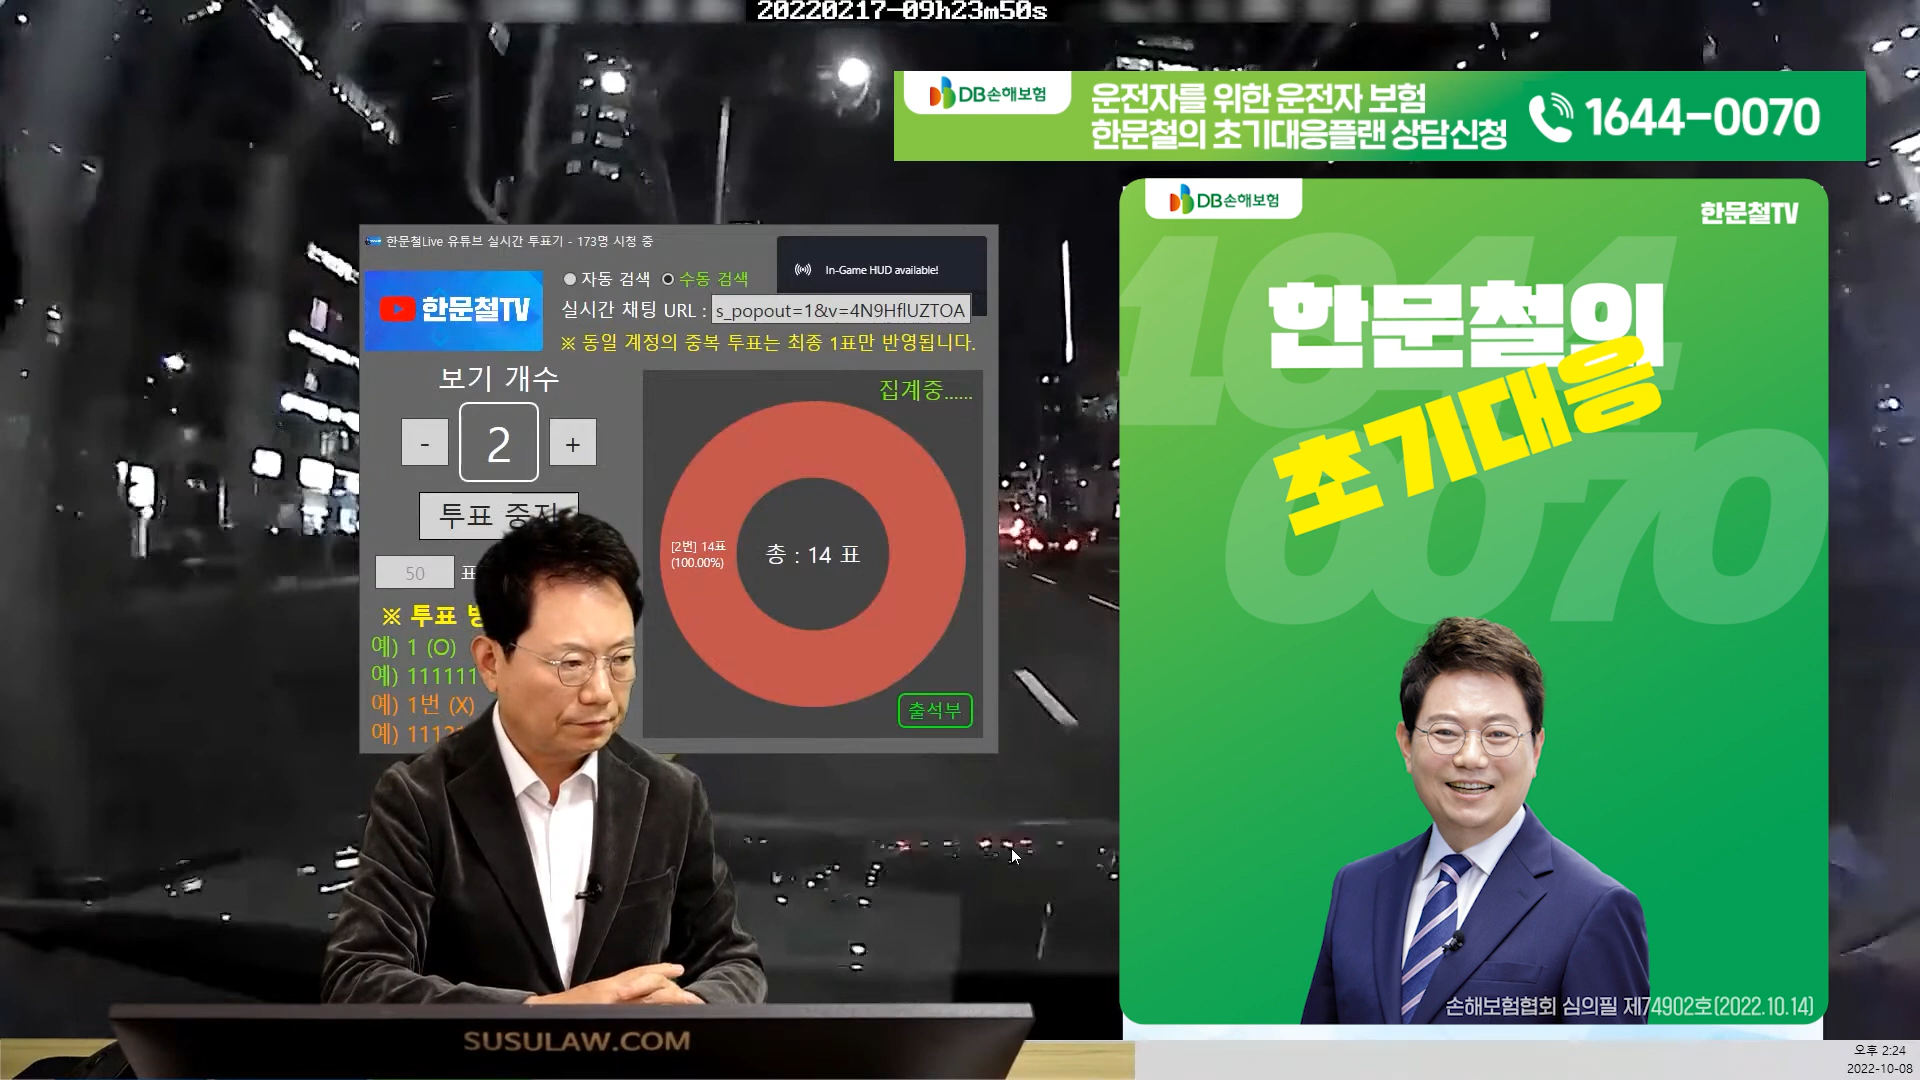 20220217-09h23m50s
DB손해보험
운전자를 위한 운전자 보험
한문철의 초기대응플랜 상담신청
1644-0070
DB손해보험
한문철TV
1644
0070
한문철의
초기대응
손해보험협회 심의필 제74902호(2022.10.14)
한문철Live 유튜브 실시간 투표기 - 173명 시청 중
In-Game HUD available!
한문철TV
자동 검색
수동 검색
실시간 채팅 URL : s_popout=1&v=4N9HflUZTOA
※ 동일 계정의 중복 투표는 최종 1표만 반영됩니다.
보기 개수
- 2 +
투표 중지
50 표
※ 투표
예) 1 (O)
예) 111111
예) 1번 (X)
예) 111
집계중......
[2번] 14표
(100.00%)
총 : 14 표
출석부
SUSULAW.COM
오후 2:24
2022-10-08